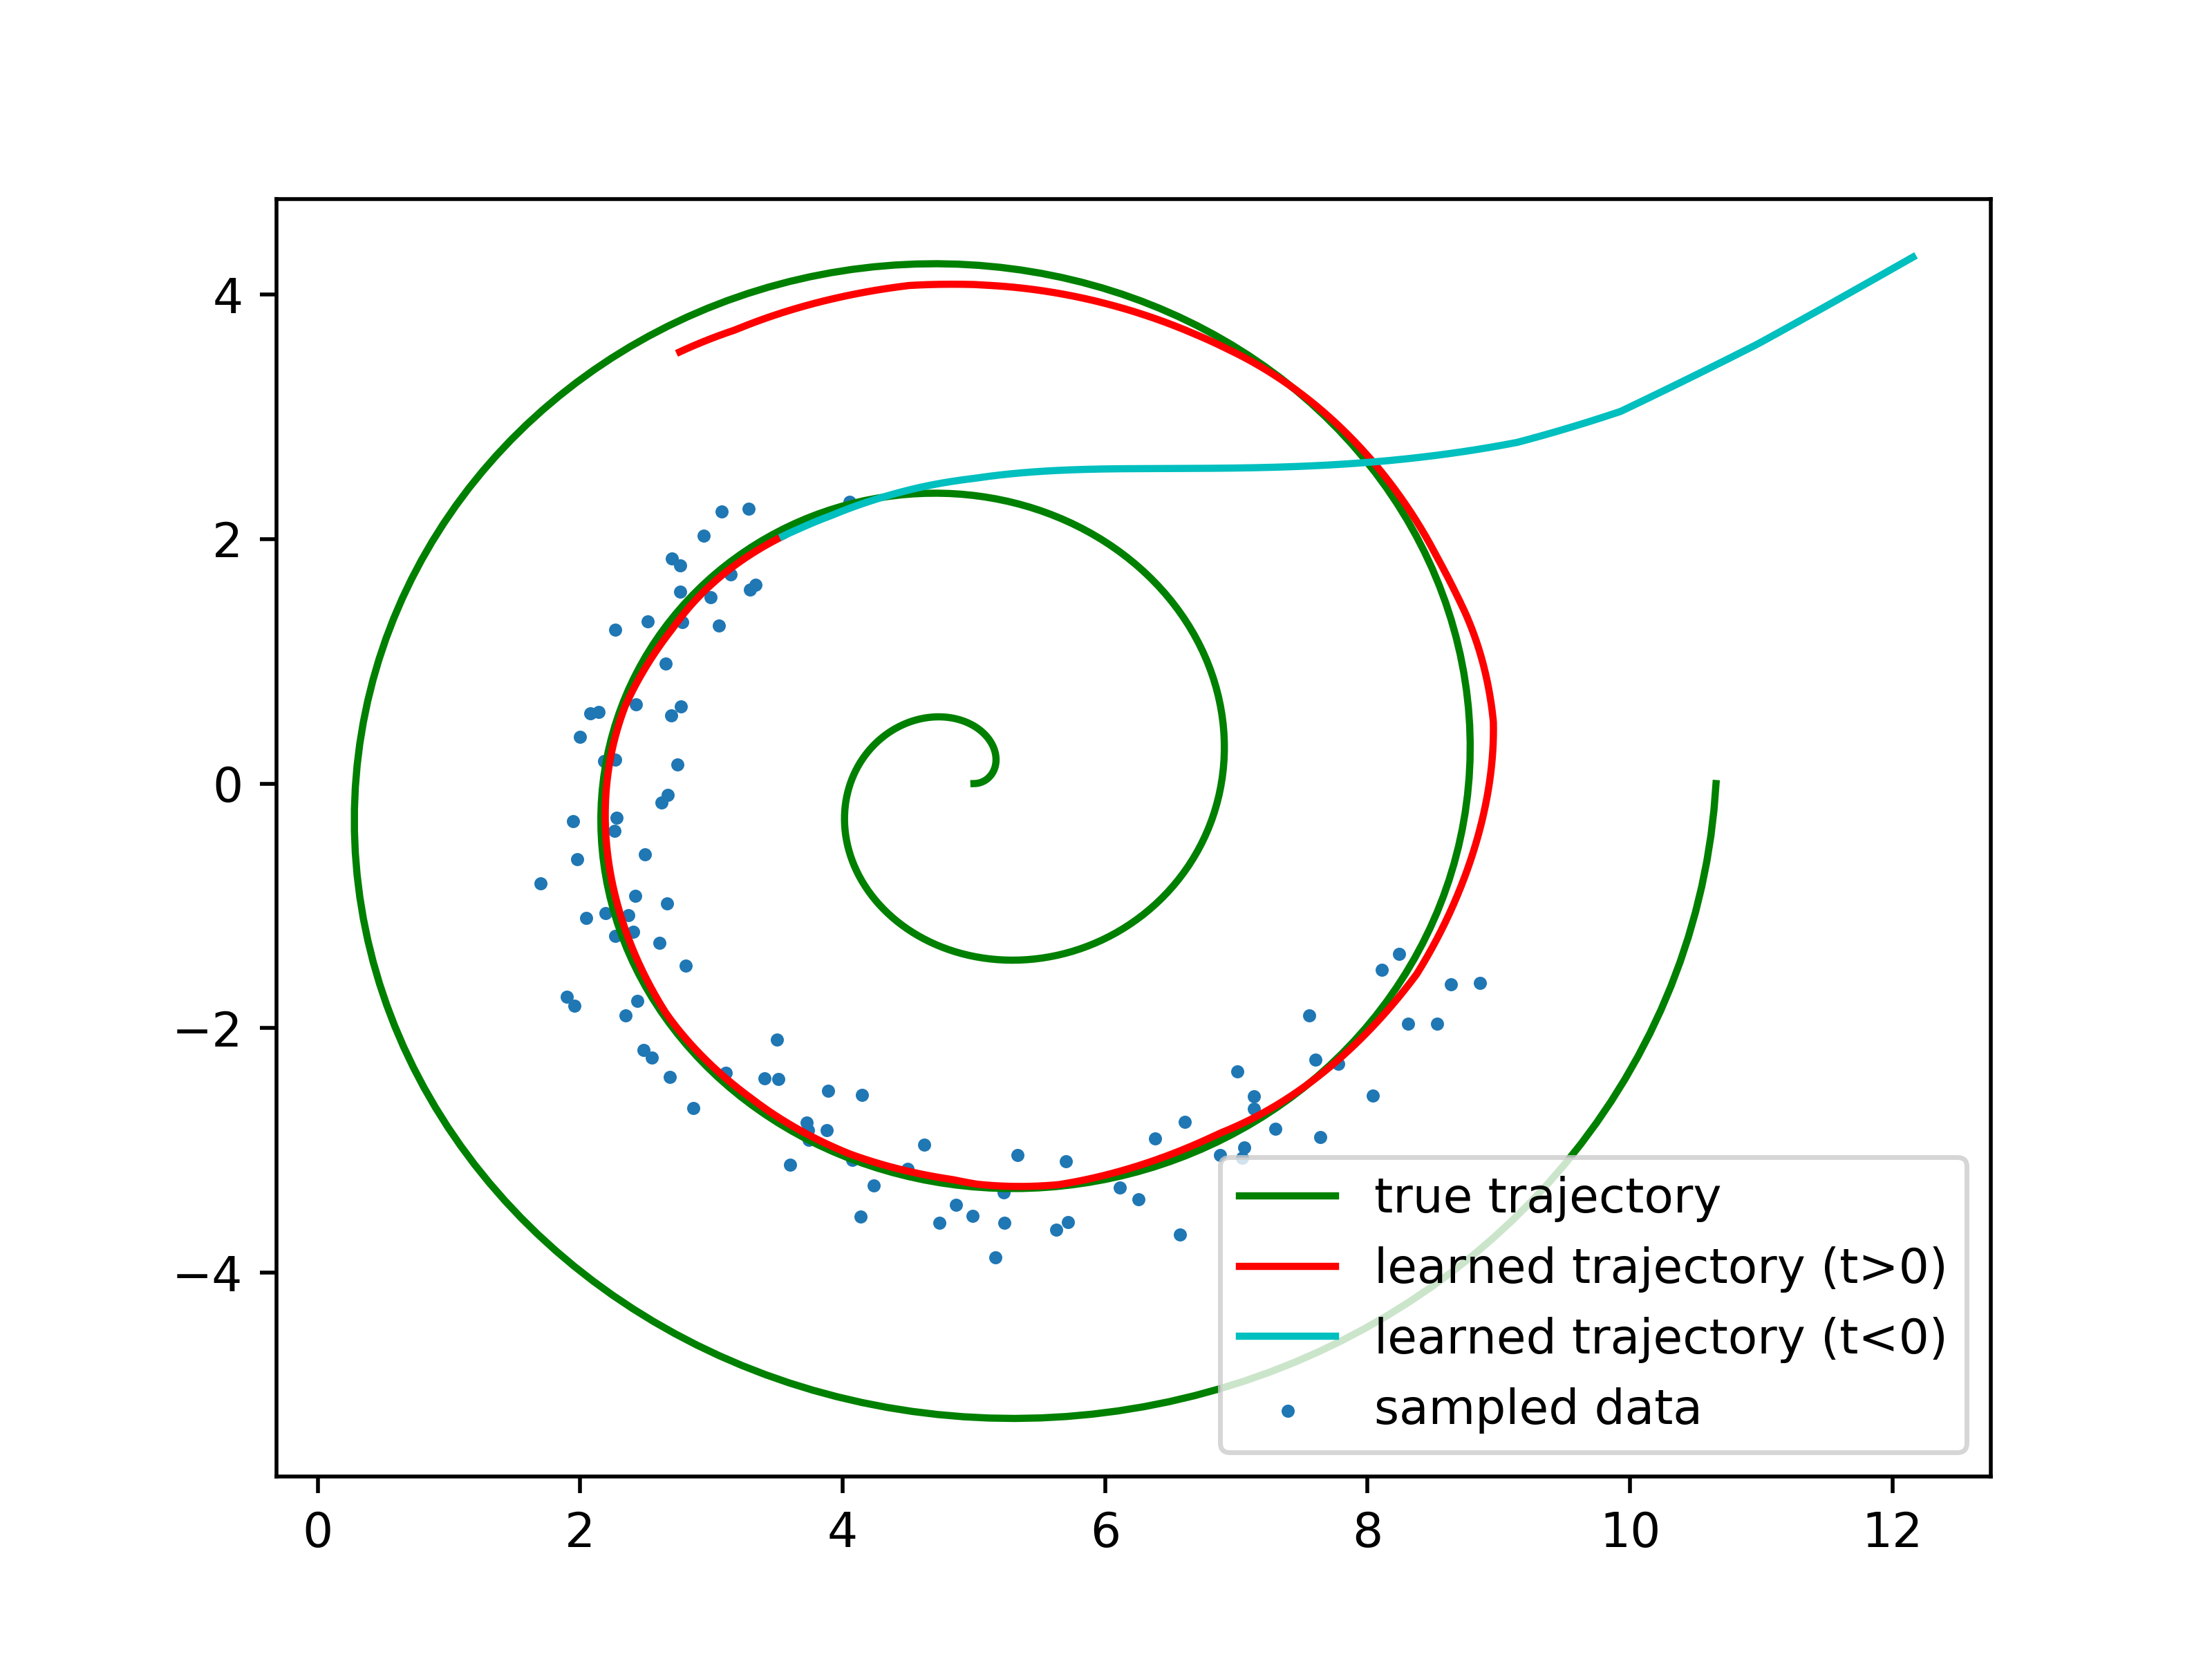 4
2
0
−2
−4
0 2 4 6 8 10 12
true trajectory
learned trajectory (t>0)
learned trajectory (t<0)
sampled data